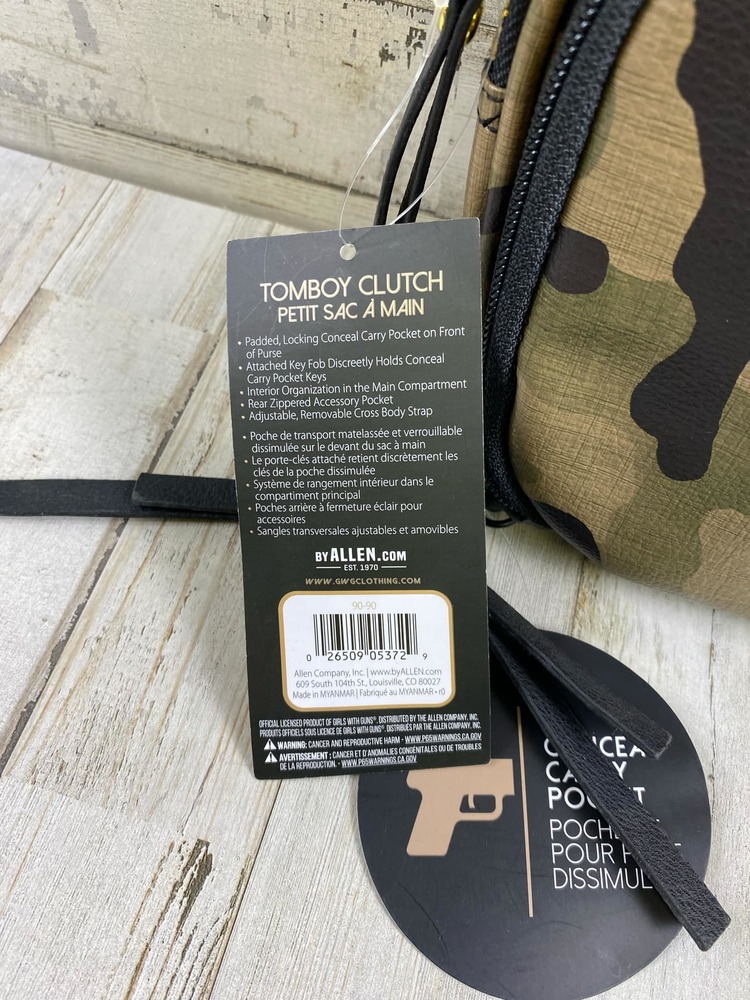 TOMBOY CLUTCH
PETIT SAC À MAIN
• Padded, Locking Conceal Carry Pocket on Front
of Purse
• Attached Key Fob Discreetly Holds Conceal
Carry Pocket Keys
• Interior Organization in the Main Compartment
• Rear Zippered Accessory Pocket
• Adjustable, Removable Cross Body Strap
• Poche de transport matelassée et verrouillable
dissimulée sur le devant du sac à main
• Le porte-clés attaché retient discrètement les
clés de la poche dissimulée
• Système de rangement intérieur dans le
compartiment principal
• Poches arrière à fermeture éclair pour
accessoires
• Sangles transversales ajustables et amovibles
BY ALLEN.COM
EST. 1970
WWW.GWGCLOTHING.COM
90-90
0 26509 05372 9
Allen Company, Inc. | www.byALLEN.com
609 South 104th St., Louisville, CO 80027
Made in MYANMAR | Fabriqué au MYANMAR • r0
OFFICIAL LICENSED PRODUCT OF GIRLS WITH GUNS®. DISTRIBUTED BY THE ALLEN COMPANY, INC.
PRODUITS OFFICIELS SOUS LICENCE DE GIRLS WITH GUNS®. DISTRIBUÉS PAR THE ALLEN COMPANY, INC.
WARNING: CANCER AND REPRODUCTIVE HARM - WWW.P65WARNINGS.CA.GOV
AVERTISSEMENT: CANCER ET D'ANOMALIES CONGÉNITALES OU DE TROUBLES
DE LA REPRODUCTION. - WWW.P65WARNINGS.CA.GOV
POUR